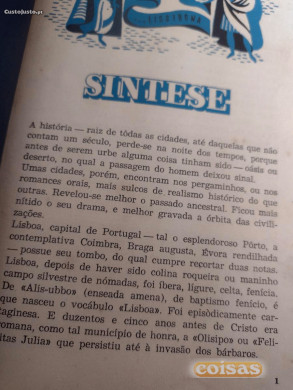 CustoJusto.pt
SINTESE
A história — raiz de tôdas as cidades, até daquelas que não
contam um século, perde-se na noite dos tempos, porque
antes de serem urbe alguma coisa tinham sido — oásis ou
deserto, no qual a passagem do homem deixou sinal.
Umas cidades, porém, encontram nos pergaminhos, ou nos
romances orais, mais sulcos de realismo histórico do que
outras. Revelou-se melhor o passado ancestral. Ficou mais
nítido o seu drama, e melhor gravada a órbita das civili-
zações.
Lisboa, capital de Portugal — tal o esplendoroso Pôrto, a
contemplativa Coimbra, Braga augusta, Évora rendilhada
— possue seu tombo, do qual cumpre recortar duas notas.
Lisboa, depois de haver sido colina roqueira ou maninho
campo silvestre de nómadas, foi íbera, lígure, celta, fenícia.
De «Alis-ubbo» (enseada amena), de baptismo fenício, é
que nasceu o vocábulo «Lisboa». Foi episòdicamente car-
taginesa. E duzentos e cinco anos antes de Cristo era
romana, como tal município de honra, a «Olisipo» ou «Feli-
citas Julia» que persistiu até à invasão dos bárbaros.
1
coisas